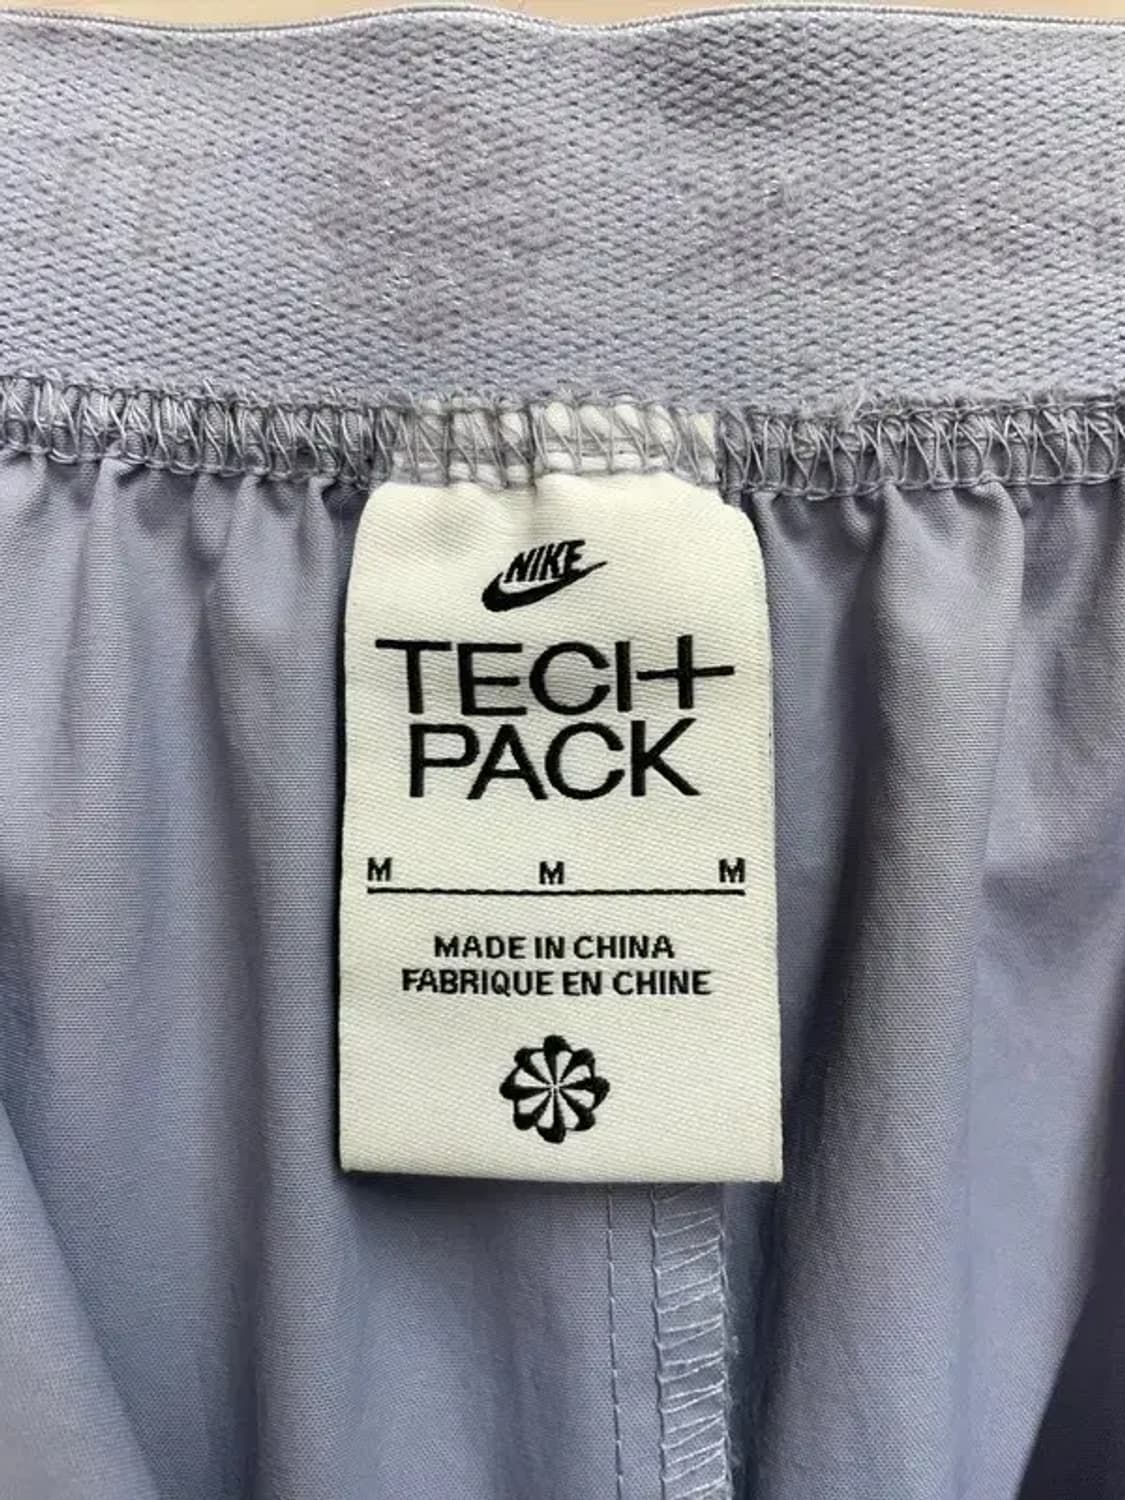 NIKE
TECH
PACK
M M M
MADE IN CHINA
FABRIQUE EN CHINE